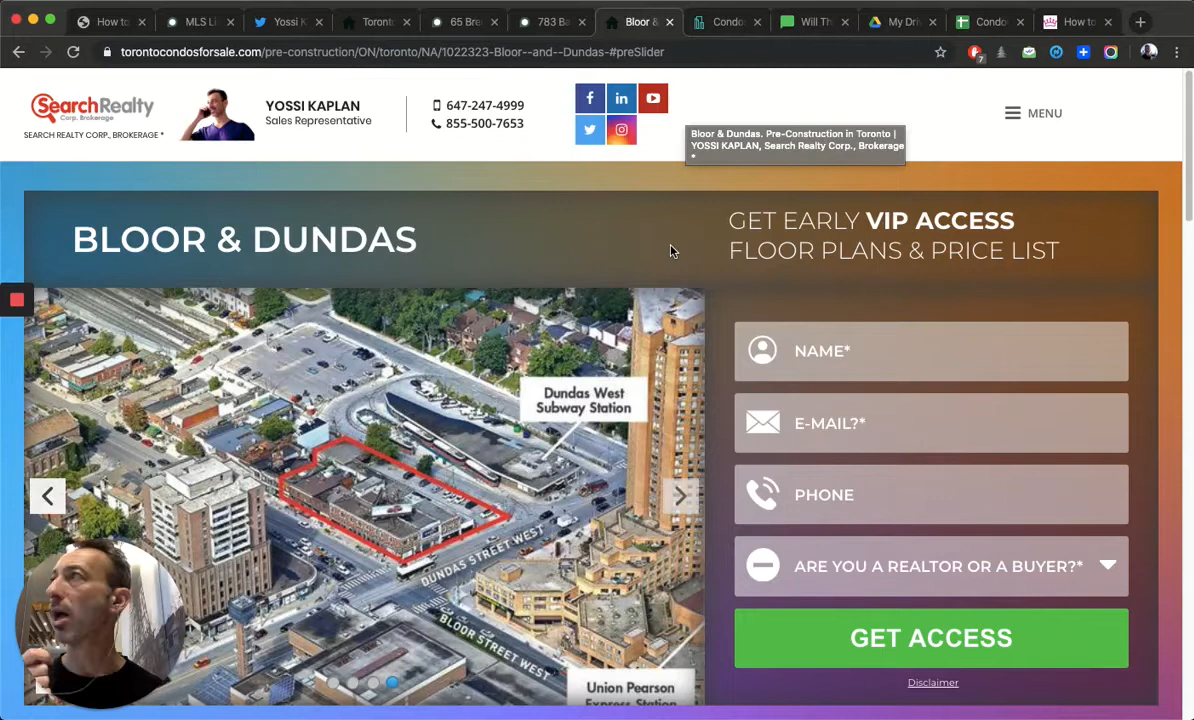 How to
MLS Li
Yossi K
Toront
65 Bre
783 Ba
Bloor &
Condo
Will Th
My Dri
Condo
How to
torontocondosforsale.com/pre-construction/ON/toronto/NA/1022323-Bloor--and--Dundas-#preSlider
7
SearchRealty
Corp. Brokerage
SEARCH REALTY CORP., BROKERAGE *
YOSSI KAPLAN
Sales Representative
647-247-4999
855-500-7653
MENU
Bloor & Dundas. Pre-Construction in Toronto |
YOSSI KAPLAN, Search Realty Corp., Brokerage
*
BLOOR & DUNDAS
GET EARLY VIP ACCESS
FLOOR PLANS & PRICE LIST
Dundas West
Subway Station
DUNDAS STREET WEST
BLOOR STREET WEST
Union Pearson
Express Station
NAME*
E-MAIL?*
PHONE
ARE YOU A REALTOR OR A BUYER?*
GET ACCESS
Disclaimer